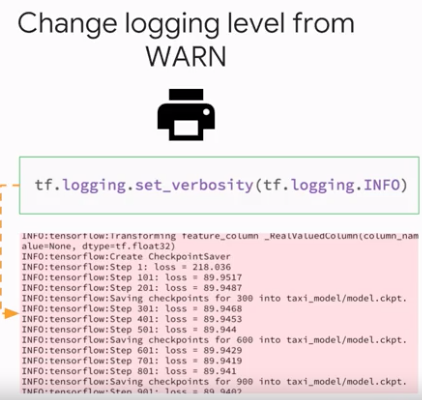 Change logging level from
WARN
tf.logging.set_verbosity(tf.logging.INFO)
INFO:tensorflow:Transforming feature_column _RealValuedColumn(column_nam
alue=None, dtype=tf.float32)
INFO:tensorflow:Create CheckpointSaver
INFO:tensorflow:Step 1: loss = 218.036
INFO:tensorflow:Step 101: loss = 89.9517
INFO:tensorflow:Step 201: loss = 89.9487
INFO:tensorflow:Saving checkpoints for 300 into taxi_model/model.ckpt.
INFO:tensorflow:Step 301: loss = 89.9468
INFO:tensorflow:Step 401: loss = 89.9453
INFO:tensorflow:Step 501: loss = 89.944
INFO:tensorflow:Saving checkpoints for 600 into taxi_model/model.ckpt.
INFO:tensorflow:Step 601: loss = 89.9429
INFO:tensorflow:Step 701: loss = 89.9419
INFO:tensorflow:Step 801: loss = 89.941
INFO:tensorflow:Saving checkpoints for 900 into taxi_model/model.ckpt.
INFO:tensorflow:Step 901: loss = 89.9402